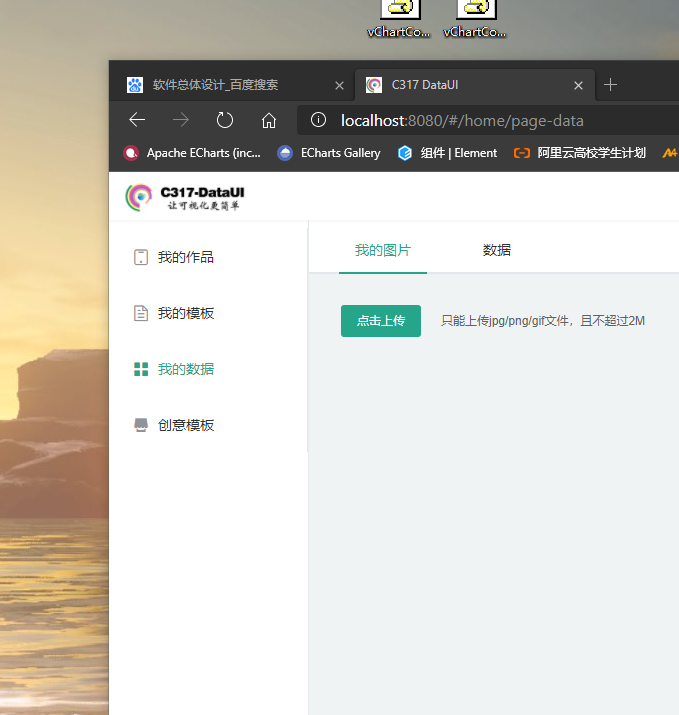 vChartCo... vChartCo...
软件总体设计_百度搜索 C317 DataUI
localhost:8080/#/home/page-data
Apache ECharts (inc... ECharts Gallery 组件 | Element 阿里云高校学生计划
C317-DataUI
让可视化更简单
我的作品
我的模板
我的数据
创意模板
我的图片 数据
点击上传 只能上传jpg/png/gif文件，且不超过2M